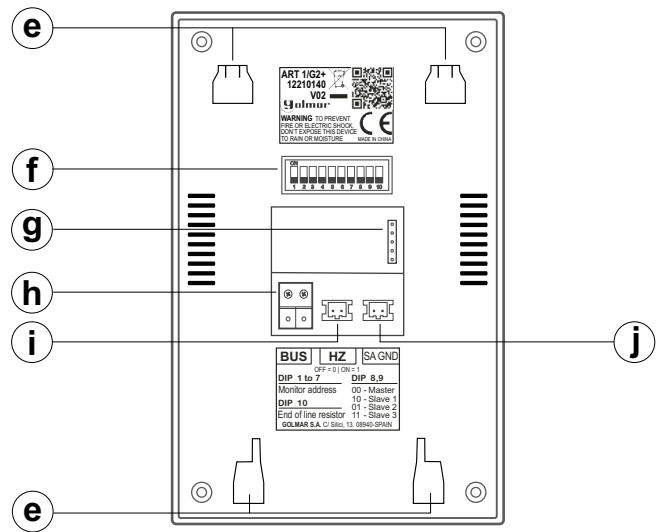 e
ART 1/G2+
12210140
V02
golmar
WARNING TO PREVENT
FIRE OR ELECTRIC SHOCK,
DON'T EXPOSE THIS DEVICE
TO RAIN OR MOISTURE
CE
MADE IN CHINA
f
ON
1 2 3 4 5 6 7 8 9 10
g
h
i
j
BUS HZ SA GND
OFF = 0 | ON = 1
DIP 1 to 7
Monitor address
DIP 10
End of line resistor
DIP 8,9
00 - Master
10 - Slave 1
01 - Slave 2
11 - Slave 3
GOLMAR S.A. C/ Silici, 13. 08940-SPAIN
e